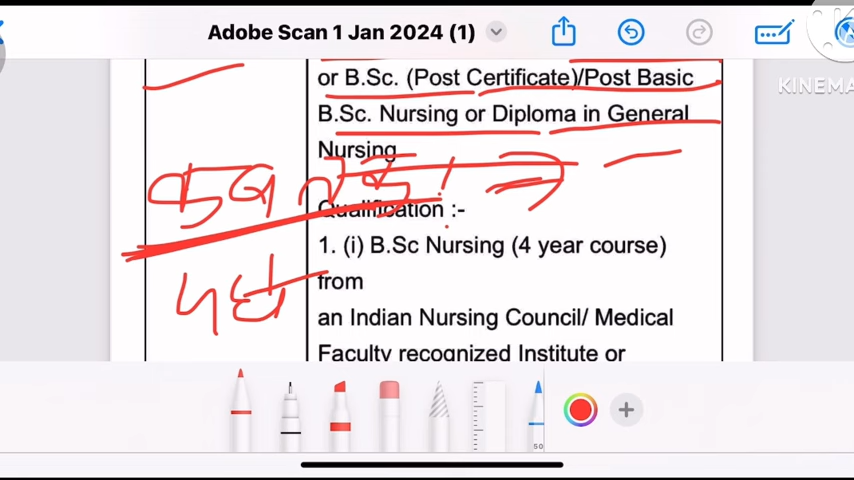 Adobe Scan 1 Jan 2024 (1)
KINEMA
or B.Sc. (Post Certificate)/Post Basic
B.Sc. Nursing or Diploma in General
Nursing
Qualification :-
1. (i) B.Sc Nursing (4 year course)
from
an Indian Nursing Council/ Medical
Faculty recognized Institute or
50